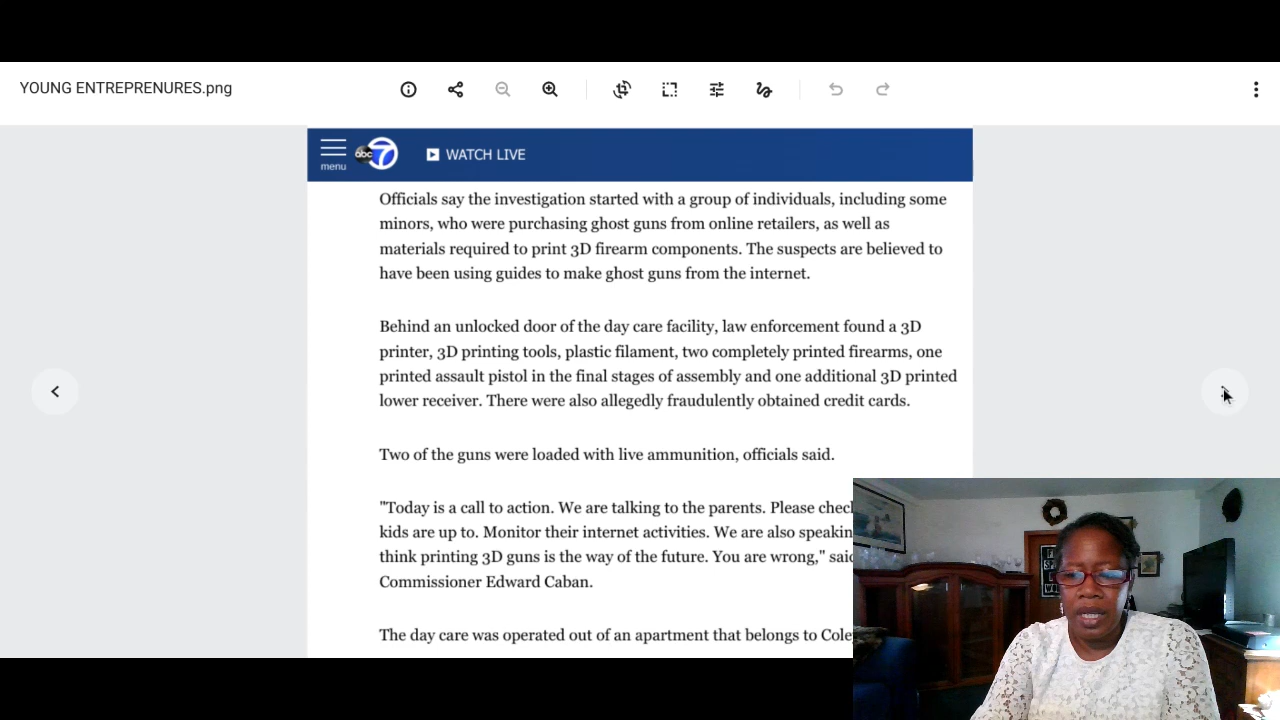 YOUNG ENTREPRENURES.png
menu
abc 7
WATCH LIVE
Officials say the investigation started with a group of individuals, including some
minors, who were purchasing ghost guns from online retailers, as well as
materials required to print 3D firearm components. The suspects are believed to
have been using guides to make ghost guns from the internet.
Behind an unlocked door of the day care facility, law enforcement found a 3D
printer, 3D printing tools, plastic filament, two completely printed firearms, one
printed assault pistol in the final stages of assembly and one additional 3D printed
lower receiver. There were also allegedly fraudulently obtained credit cards.
Two of the guns were loaded with live ammunition, officials said.
"Today is a call to action. We are talking to the parents. Please
kids are up to. Monitor their internet activities. We are also
think printing 3D guns is the way of the future. You are wrong,"
Commissioner Edward Caban.
The day care was operated out of an apartment that belongs to